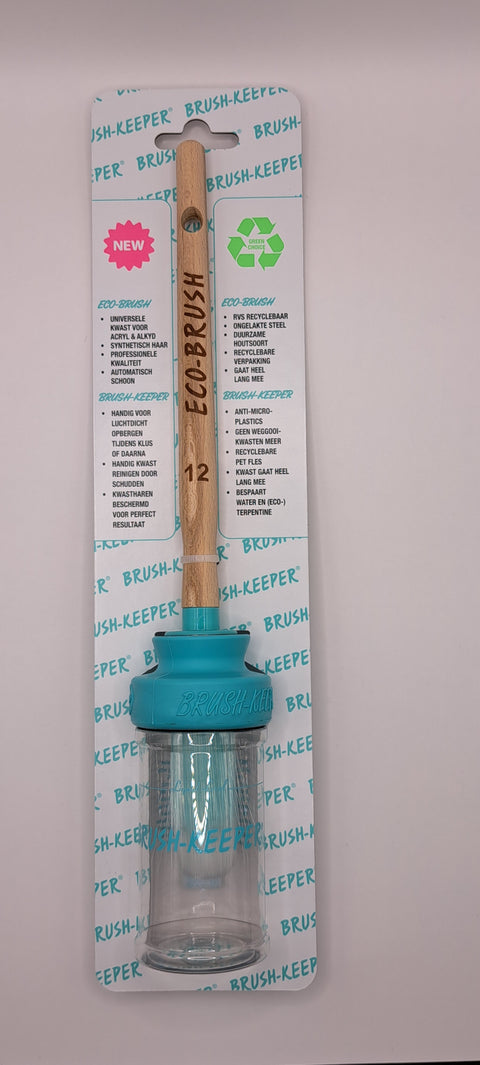 BRUSH-KEEPER®
NEW
ECO-BRUSH
• UNIVERSELE
KWAST VOOR
ACRYL & ALKYD
• SYNTHETISCH HAAR
• PROFESSIONELE
KWALITEIT
• AUTOMATISCH
SCHOON
BRUSH-KEEPER
• HANDIG VOOR
LUCHTDICHT
OPBERGEN
TIJDENS KLUS
OF DAARNA
• HANDIG KWAST
REINIGEN DOOR
SCHUDDEN
• KWASTHAREN
BESCHERMD
VOOR PERFECT
RESULTAAT
ECO-BRUSH
12
GREEN
CHOICE
ECO-BRUSH
• RVS RECYCLEBAAR
• ONGELAKTE STEEL
• DUURZAME
HOUTSOORT
• RECYCLEBARE
VERPAKKING
• GAAT HEEL
LANG MEE
BRUSH-KEEPER
• ANTI-MICRO-
PLASTICS
• GEEN WEGGOOI-
KWASTEN MEER
• RECYCLEBARE
PET FLES
• KWAST GAAT HEEL
LANG MEE
• BESPAART
WATER EN (ECO-)
TERPENTINE
BRUSH-KEEPER
BRUSH-KEEPER